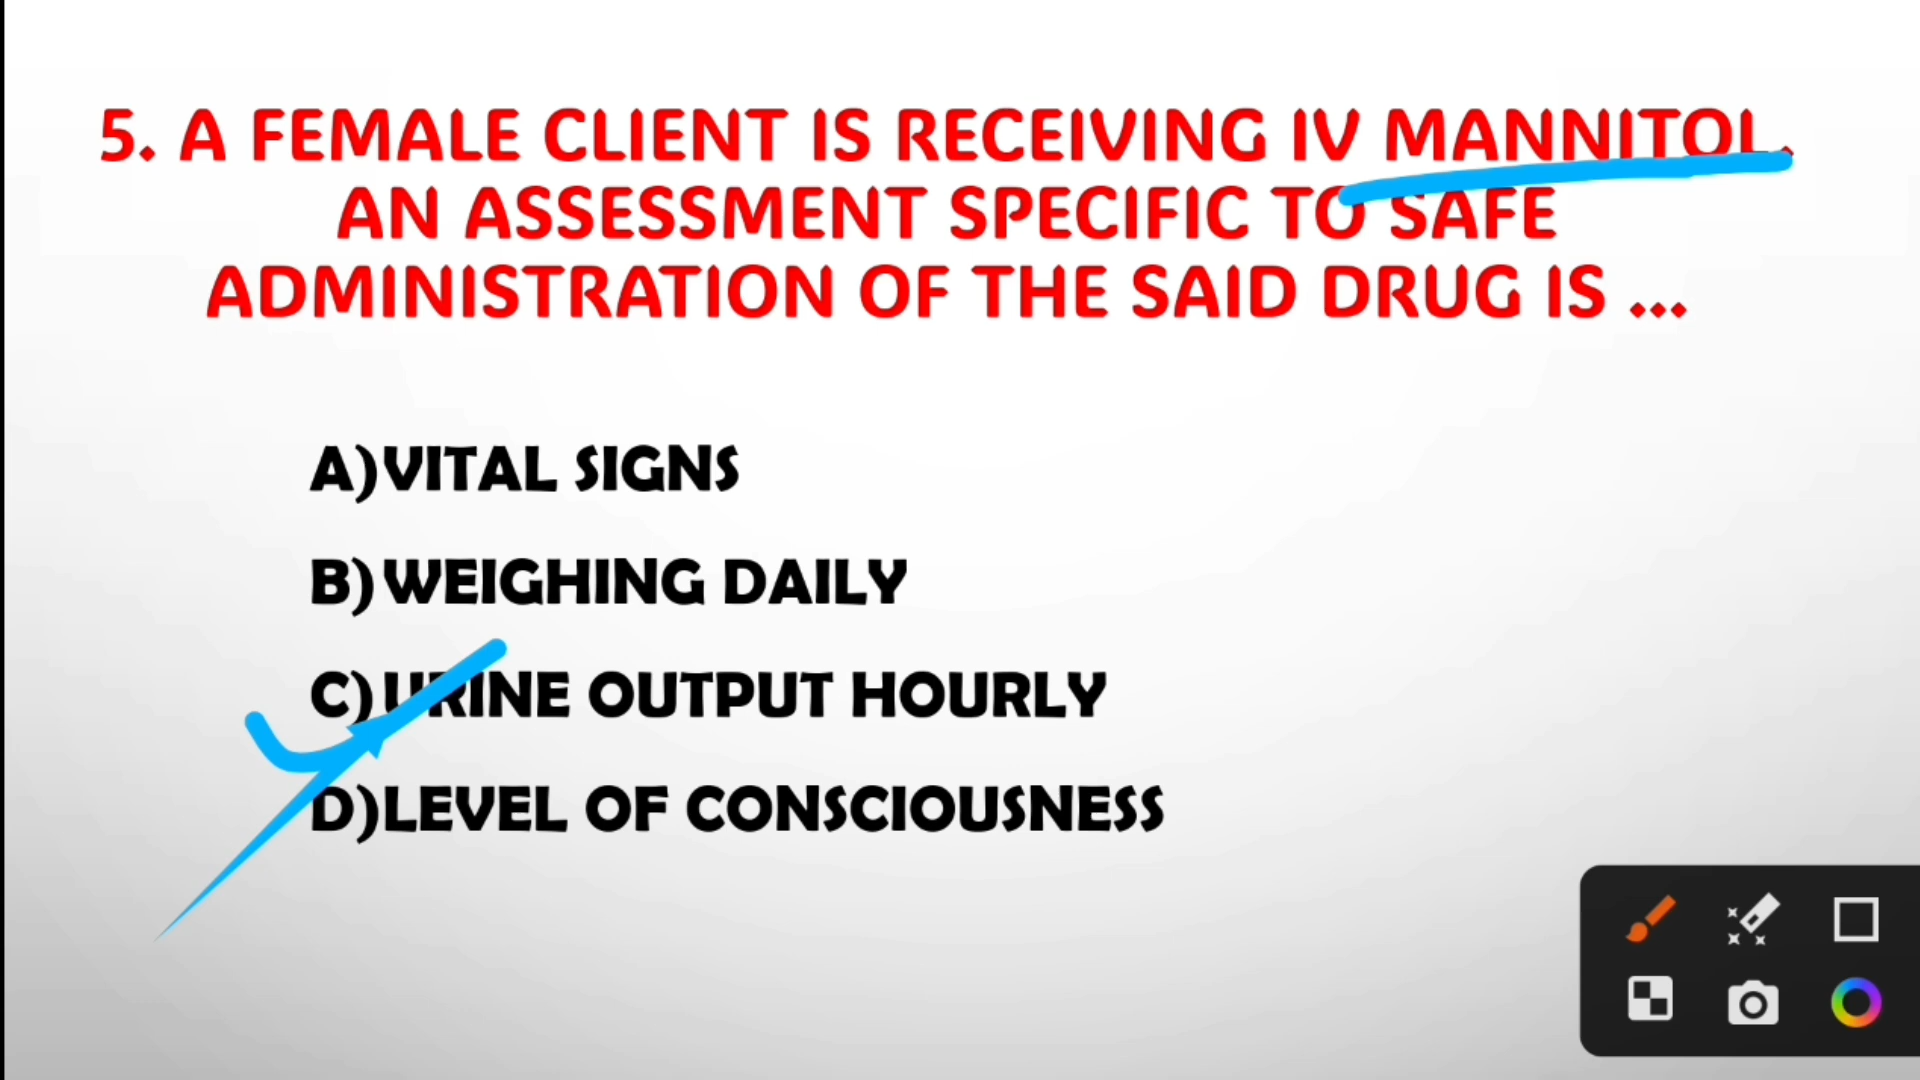 5. A FEMALE CLIENT IS RECEIVING IV MANNITOL.
AN ASSESSMENT SPECIFIC TO SAFE
ADMINISTRATION OF THE SAID DRUG IS ...
A) VITAL SIGNS
B) WEIGHING DAILY
C) URINE OUTPUT HOURLY
D) LEVEL OF CONSCIOUSNESS